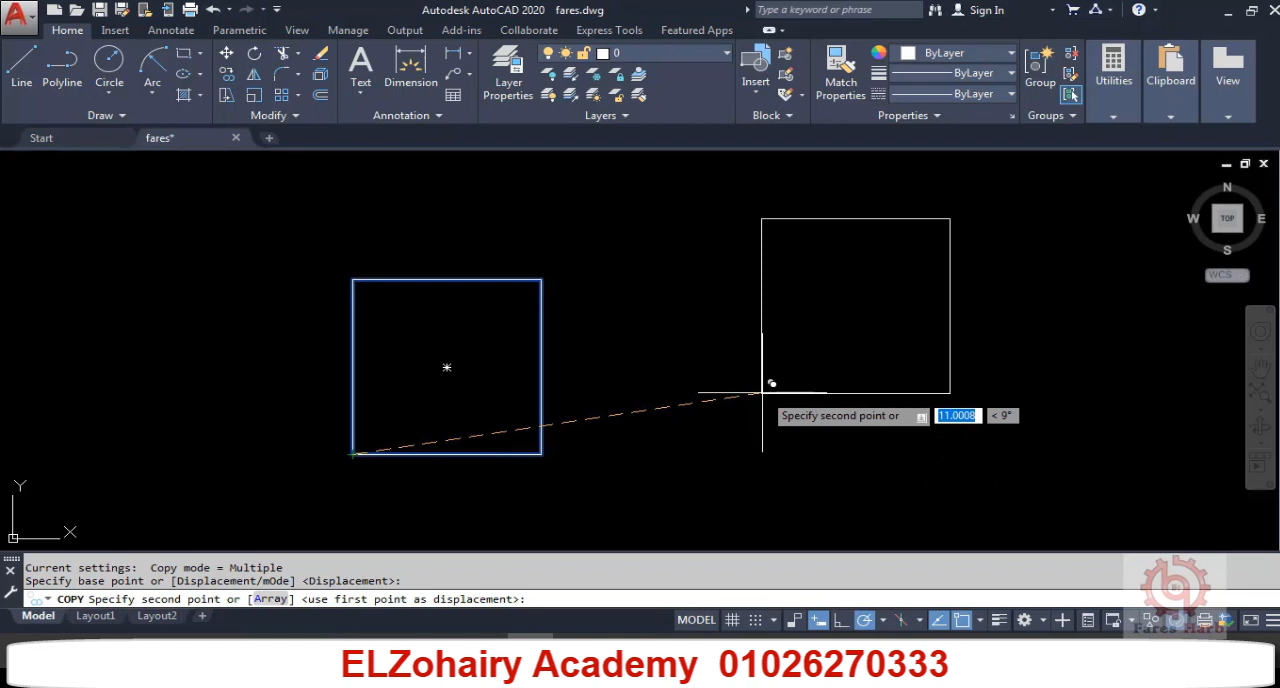 Autodesk AutoCAD 2020 fares.dwg
Type a keyword or phrase
Sign In
Home Insert Annotate Parametric View Manage Output Add-ins Collaborate Express Tools Featured Apps
Line Polyline Circle Arc
Text Dimension
Layer Properties
0
Insert
Match Properties
ByLayer
ByLayer
ByLayer
Group
Utilities
Clipboard
View
Draw Modify Annotation Layers Block Properties Groups
Start fares*
N
W TOP E
S
WCS
Specify second point or 11.0008 < 9°
Y
X
Current settings: Copy mode = Multiple
Specify base point or [Displacement/mOde] <Displacement>:
COPY Specify second point or [Array] <use first point as displacement>:
Model Layout1 Layout2 +
MODEL
Fares Harb
ELZohairy Academy 01026270333